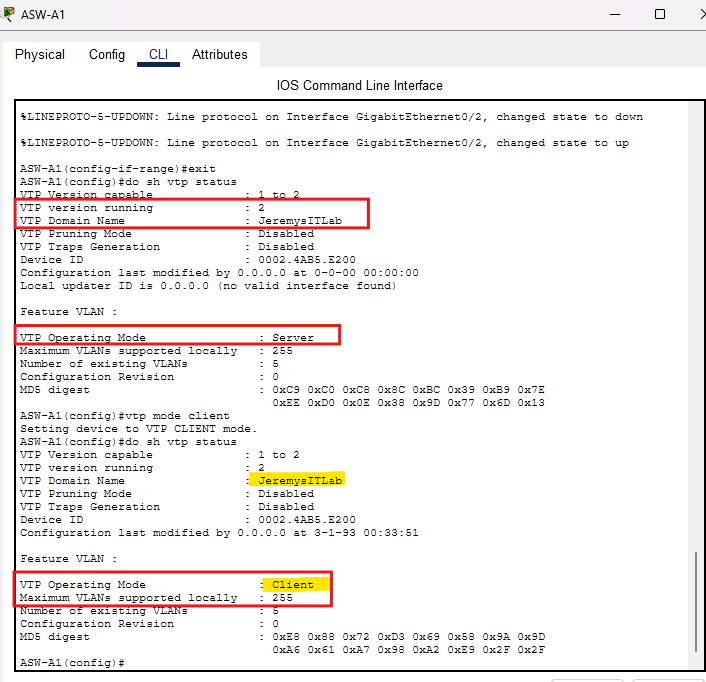 ASW-A1
Physical Config CLI Attributes
IOS Command Line Interface
%LINEPROTO-5-UPDOWN: Line protocol on Interface GigabitEthernet0/2, changed state to down
%LINEPROTO-5-UPDOWN: Line protocol on Interface GigabitEthernet0/2, changed state to up
ASW-A1(config-if-range)#exit
ASW-A1(config)#do sh vtp status
VTP Version capable : 1 to 2
VTP version running : 2
VTP Domain Name : JeremysITLab
VTP Pruning Mode : Disabled
VTP Traps Generation : Disabled
Device ID : 0002.4AB5.E200
Configuration last modified by 0.0.0.0 at 0-0-00 00:00:00
Local updater ID is 0.0.0.0 (no valid interface found)
Feature VLAN :
VTP Operating Mode : Server
Maximum VLANs supported locally : 255
Number of existing VLANs : 5
Configuration Revision : 0
MD5 digest : 0xC9 0xC0 0xC8 0x8C 0xBC 0x39 0xB9 0x7E
0xEE 0xD0 0x0E 0x38 0x9D 0x77 0x6D 0x13
ASW-A1(config)#vtp mode client
Setting device to VTP CLIENT mode.
ASW-A1(config)#do sh vtp status
VTP Version capable : 1 to 2
VTP version running : 2
VTP Domain Name : JeremysITLab
VTP Pruning Mode : Disabled
VTP Traps Generation : Disabled
Device ID : 0002.4AB5.E200
Configuration last modified by 0.0.0.0 at 3-1-93 00:33:51
Feature VLAN :
VTP Operating Mode : Client
Maximum VLANs supported locally : 255
Number of existing VLANs : 5
Configuration Revision : 0
MD5 digest : 0xE8 0x88 0x72 0xD3 0x69 0x58 0x9A 0x9D
0xA6 0x61 0xA7 0x98 0xA2 0xE9 0x2F 0x2F
ASW-A1(config)#